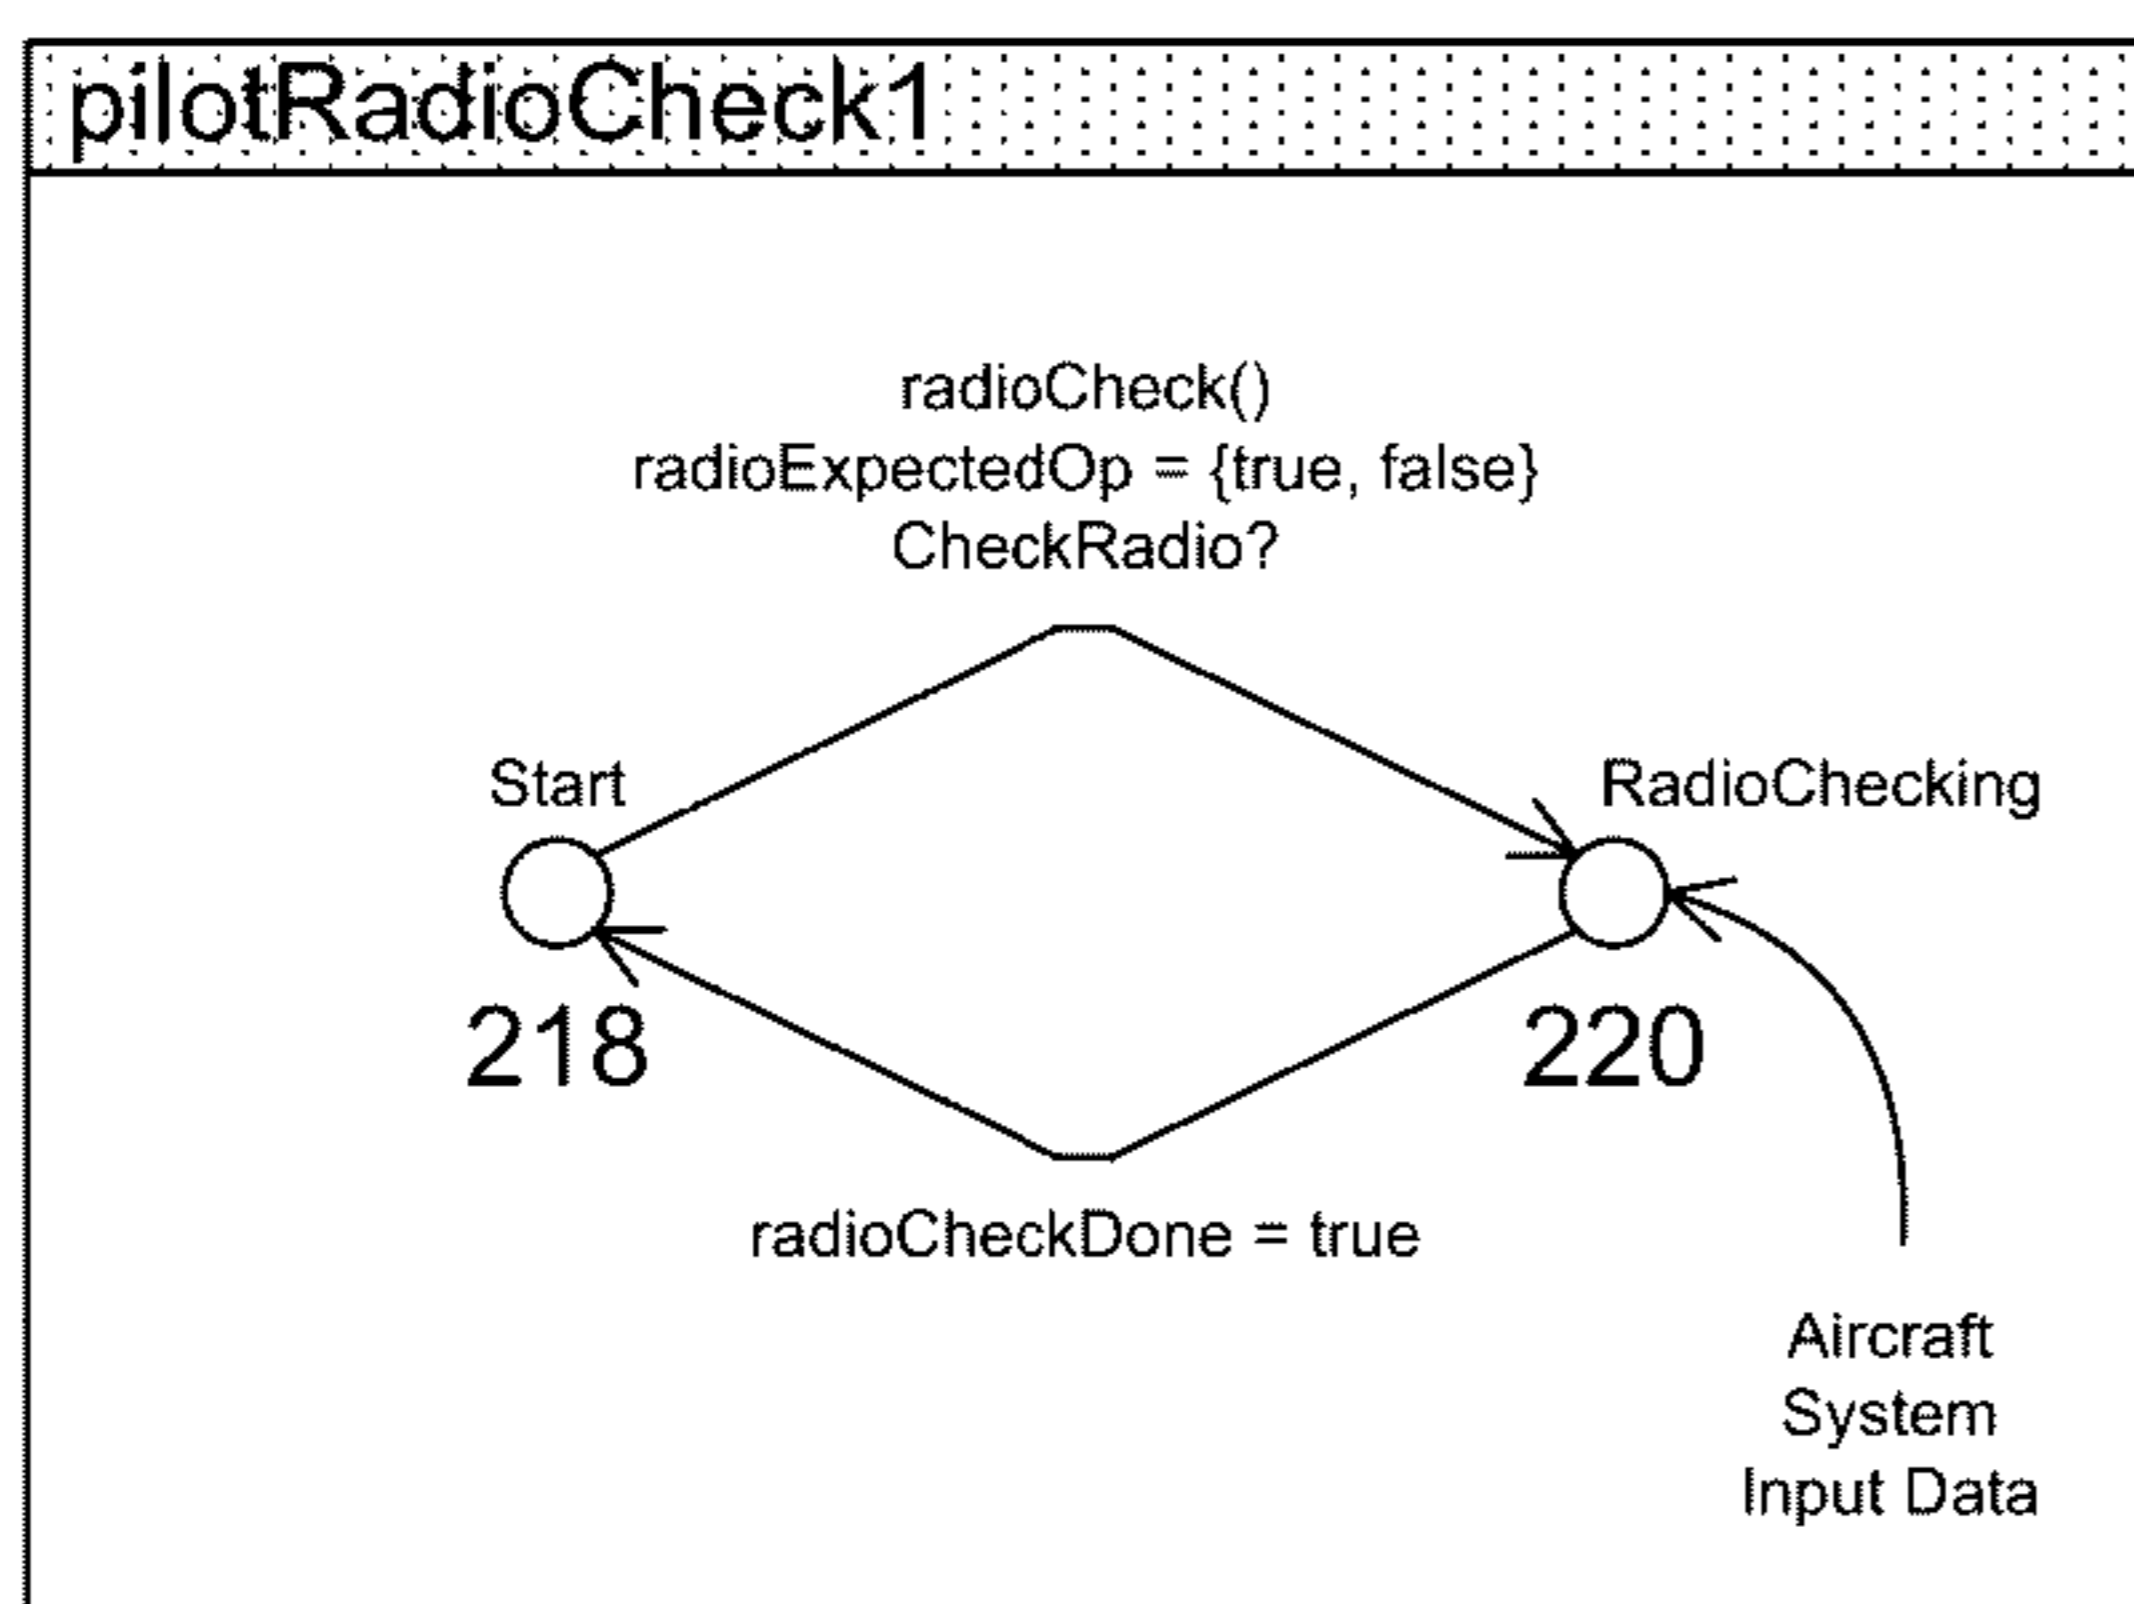 pilotRadioCheck1
radioCheck()
radioExpectedOp = {true, false}
CheckRadio?
Start
RadioChecking
218
220
radioCheckDone = true
Aircraft
System
Input Data